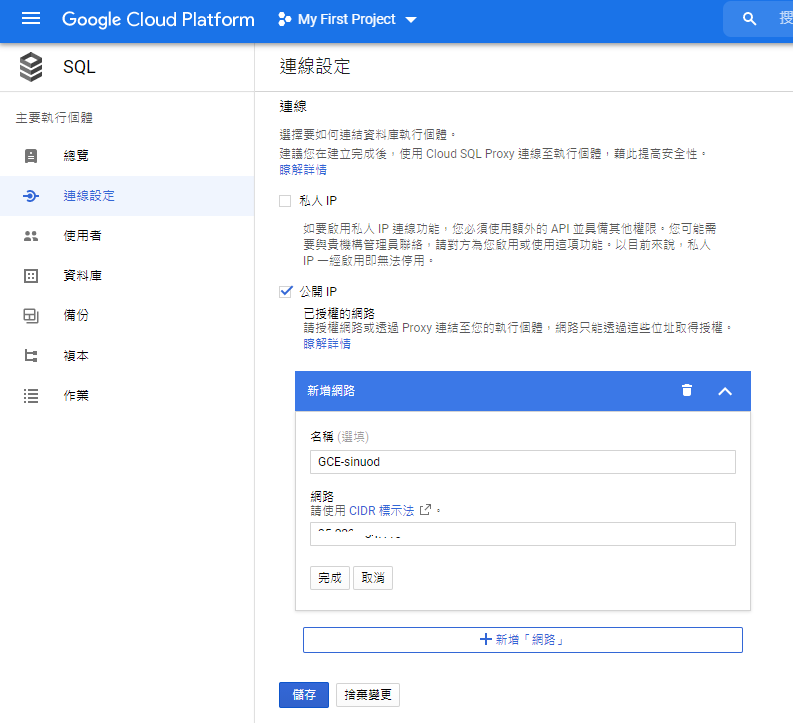 Google Cloud Platform
My First Project
搜
SQL
連線設定
主要執行個體
總覽
連線設定
使用者
資料庫
備份
複本
作業
連線
選擇要如何連結資料庫執行個體。
建議您在建立完成後，使用 Cloud SQL Proxy 連線至執行個體，藉此提高安全性。
瞭解詳情
私人 IP
如要啟用私人 IP 連線功能，您必須使用額外的 API 並具備其他權限。您可能需
要與貴機構管理員聯絡，請對方為您啟用或使用這項功能。以目前來說，私人
IP 一經啟用即無法停用。
公開 IP
已授權的網路
請授權網路或透過 Proxy 連結至您的執行個體，網路只能透過這些位址取得授權。
瞭解詳情
新增網路
名稱 (選填)
GCE-sinuod
網路
請使用 CIDR 標示法。
完成 取消
新增「網路」
儲存 捨棄變更